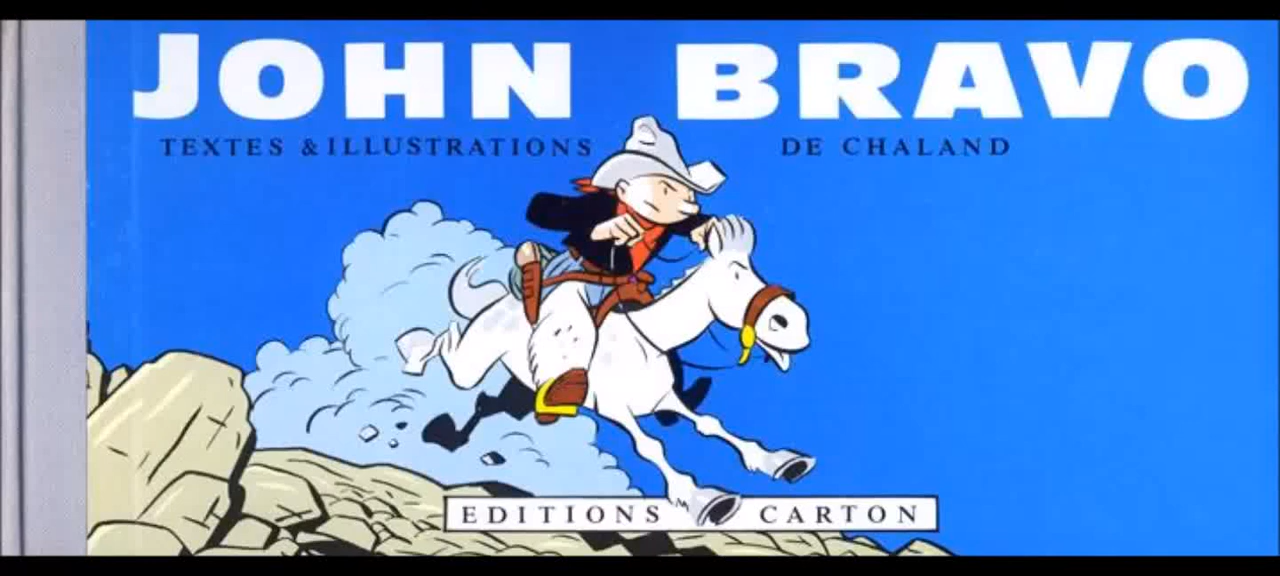 JOHN BRAVO
TEXTES & ILLUSTRATIONS DE CHALAND
EDITIONS CARTON